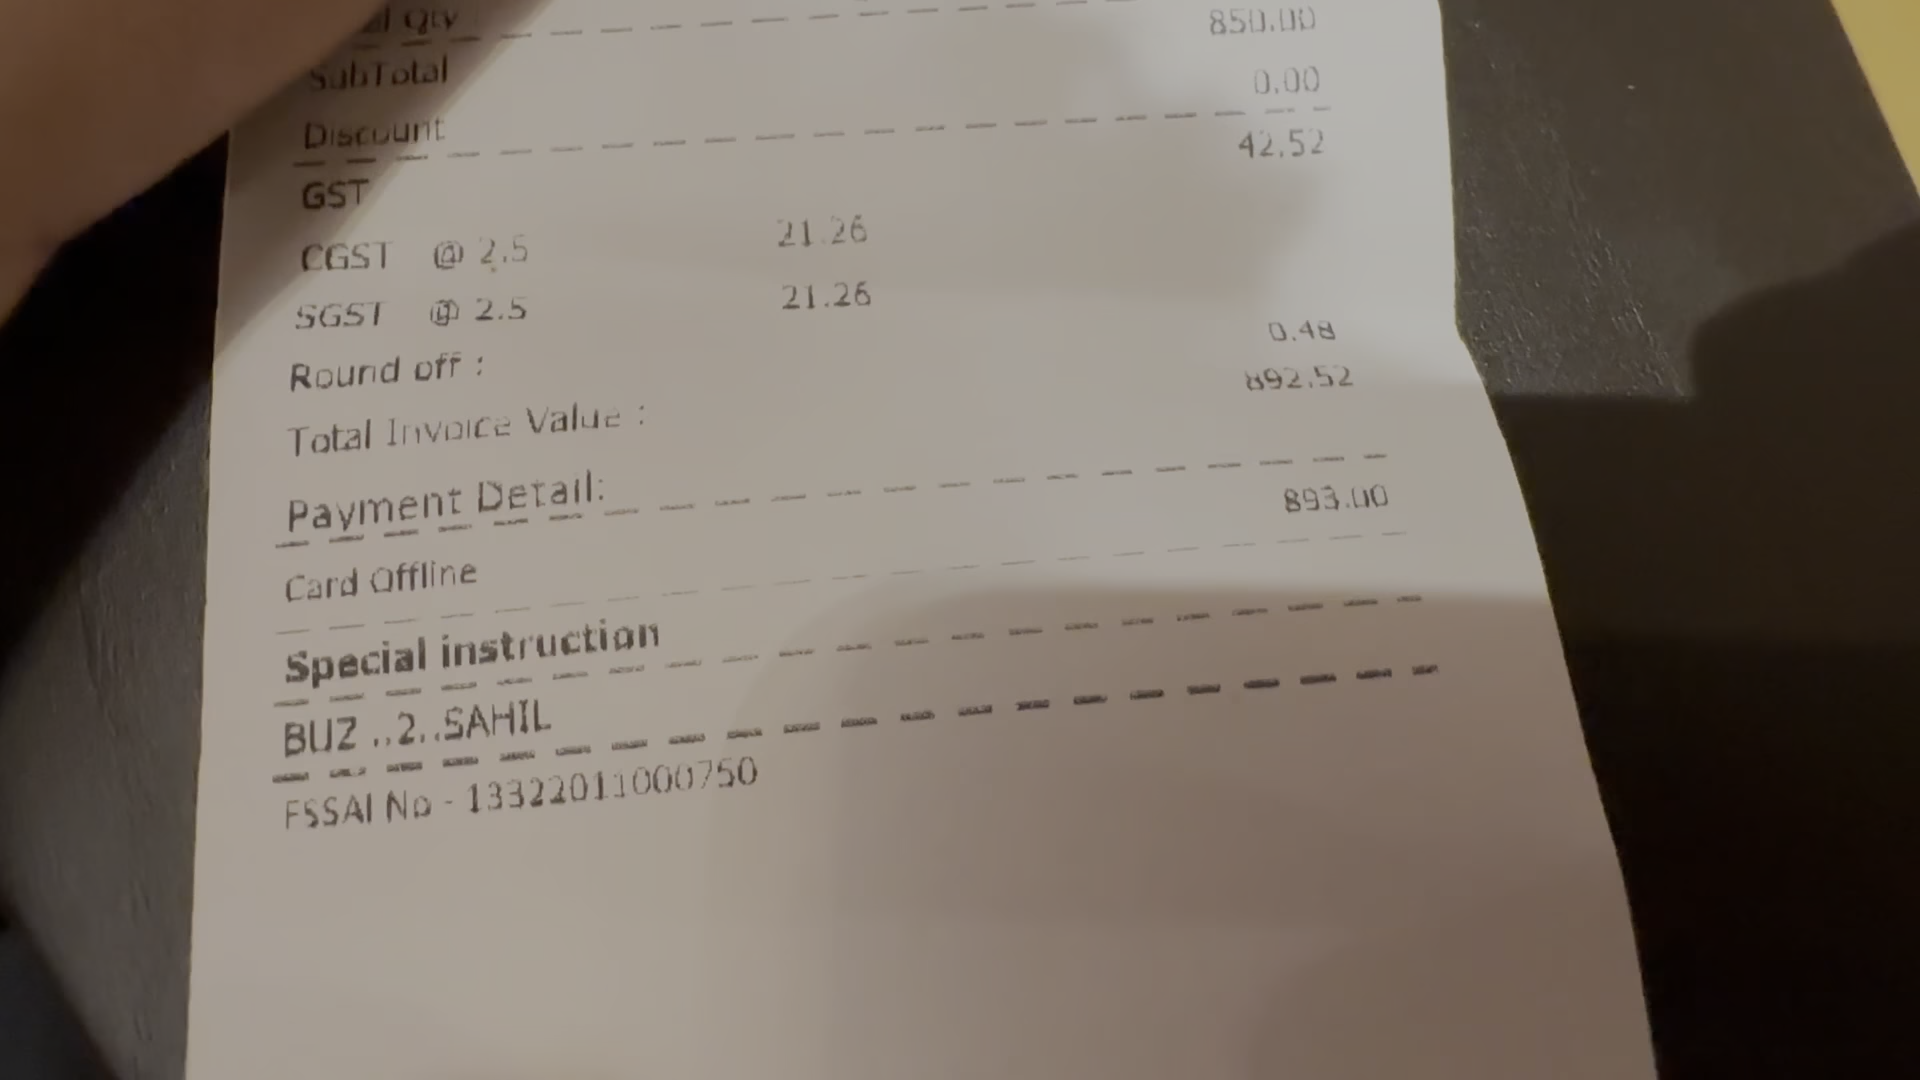 Qty
SubTotal 850.00
Discount 0.00
GST 42.52
CGST @ 2.5 21.26
SGST @ 2.5 21.26
Round off : 0.48
Total Invoice Value : 892.52
Payment Detail:
Card Offline 893.00
Special instruction
BUZ ..2..SAHIL
FSSAI No - 13322011000750